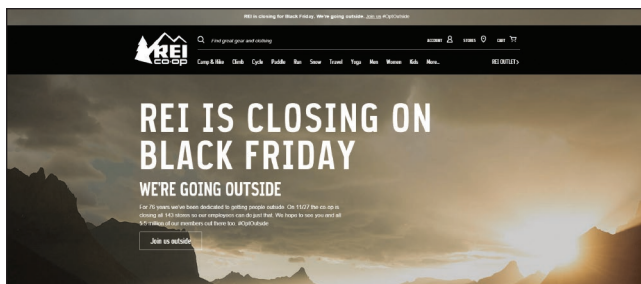 REI is closing for Black Friday. We're going outside. Join us #OptOutside
REI
CO·OP
Find great gear and clothing
ACCOUNT STORES CART
Camp & Hike Climb Cycle Paddle Run Snow Travel Yoga Men Women Kids More... REI OUTLET >
REI IS CLOSING ON
BLACK FRIDAY
WE'RE GOING OUTSIDE
For 76 years we've been dedicated to getting people outside. On 11/27 the co-op is
closing all 143 stores so our employees can do just that. We hope to see you and all
5.5 million of our members out there too. #OptOutside
Join us outside